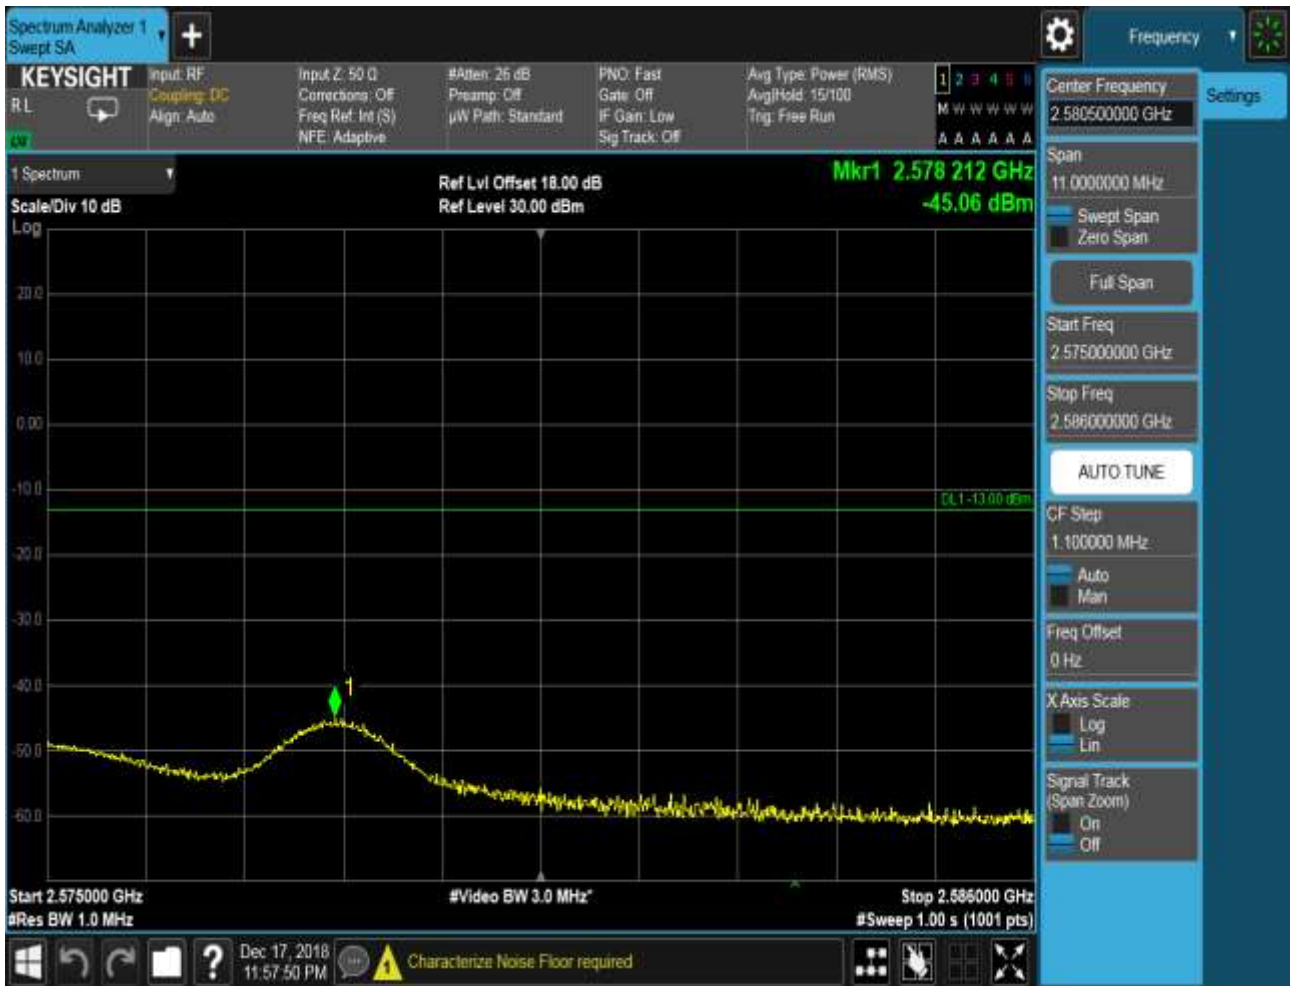 Spectrum Analyzer 1
Swept SA
+
Frequency
KEYSIGHT
RL
Input: RF
Coupling: DC
Align: Auto
Input Z: 50 Ω
Corrections: Off
Freq Ref: Int (S)
NFE: Adaptive
#Atten: 26 dB
Preamp: Off
µW Path: Standard
PNO: Fast
Gate: Off
IF Gain: Low
Sig Track: Off
Avg Type: Power (RMS)
Avg|Hold: 15/100
Trig: Free Run
1 2 3 4 5 6
M W W W W W
A A A A A A
1 Spectrum
Scale/Div 10 dB
Log
Ref Lvl Offset 18.00 dB
Ref Level 30.00 dBm
Mkr1 2.578 212 GHz
-45.06 dBm
20.0
10.0
0.00
-10.0
-20.0
-30.0
-40.0
-50.0
-60.0
DL1 -13.00 dBm
1
Start 2.575000 GHz
#Res BW 1.0 MHz
#Video BW 3.0 MHz*
Stop 2.586000 GHz
#Sweep 1.00 s (1001 pts)
Center Frequency
2.580500000 GHz
Settings
Span
11.0000000 MHz
Swept Span
Zero Span
Full Span
Start Freq
2.575000000 GHz
Stop Freq
2.586000000 GHz
AUTO TUNE
CF Step
1.100000 MHz
Auto
Man
Freq Offset
0 Hz
X Axis Scale
Log
Lin
Signal Track
(Span Zoom)
On
Off
?
Dec 17, 2018
11:57:50 PM
Characterize Noise Floor required